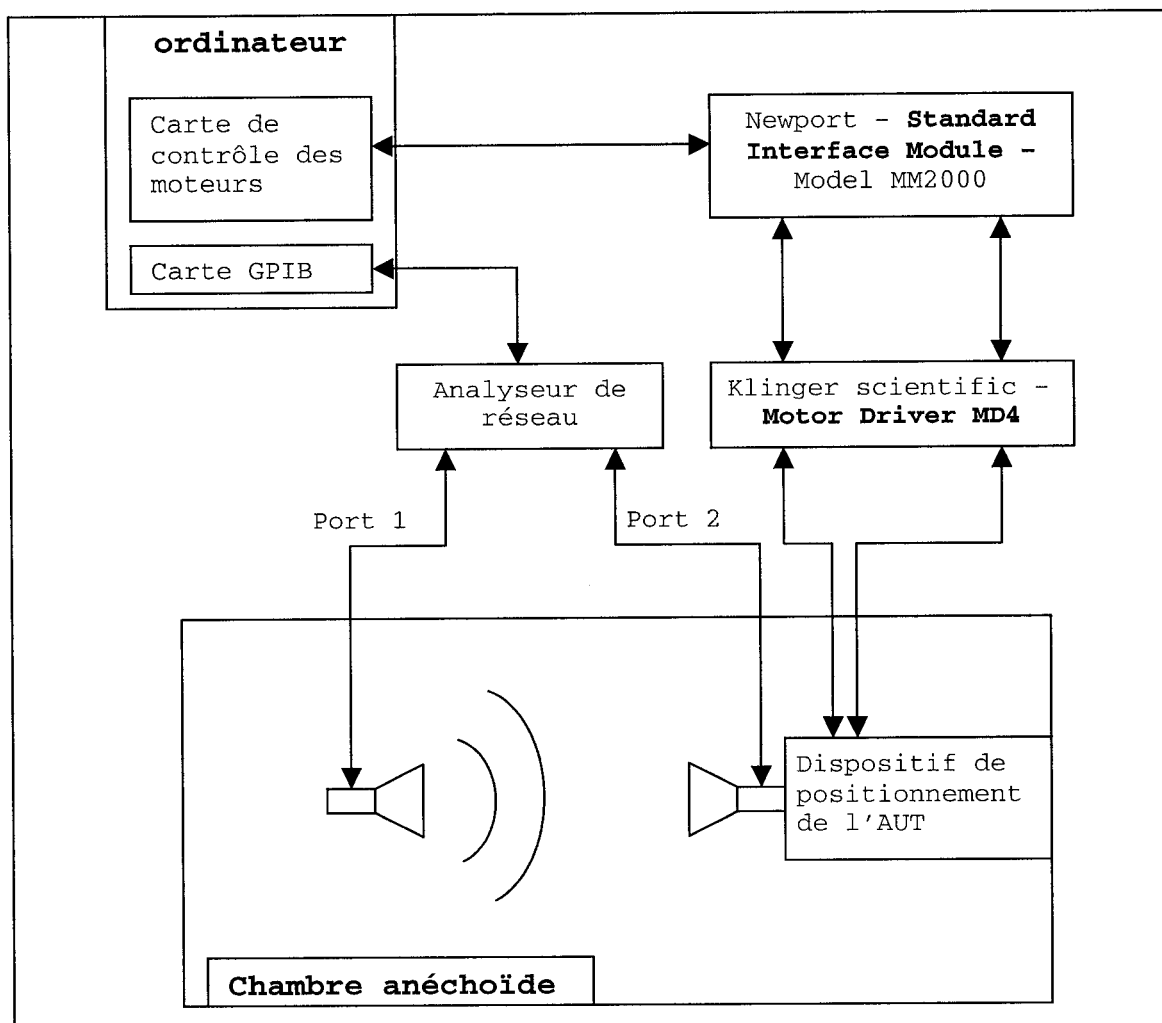 ordinateur
Carte de
contrôle des
moteurs
Carte GPIB
Newport – Standard
Interface Module –
Model MM2000
Analyseur de
réseau
Klinger scientific –
Motor Driver MD4
Port 1
Port 2
Dispositif de
positionnement
de l'AUT
Chambre anéchoïde